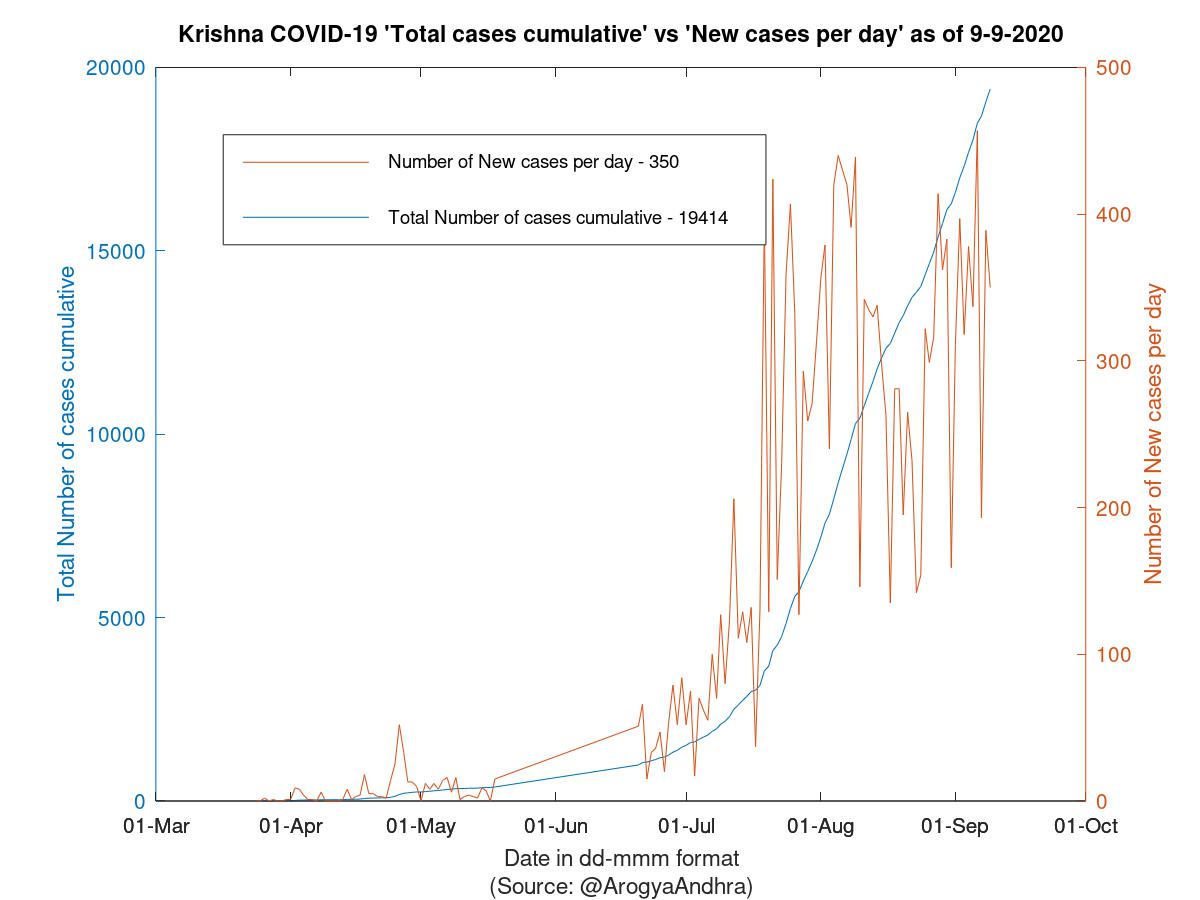 Krishna COVID-19 'Total cases cumulative' vs 'New cases per day' as of 9-9-2020
20000
15000
10000
5000
0
Total Number of cases cumulative
Number of New cases per day - 350
Total Number of cases cumulative - 19414
500
400
300
200
100
0
Number of New cases per day
01-Mar 01-Apr 01-May 01-Jun 01-Jul 01-Aug 01-Sep 01-Oct
Date in dd-mmm format
(Source: @ArogyaAndhra)